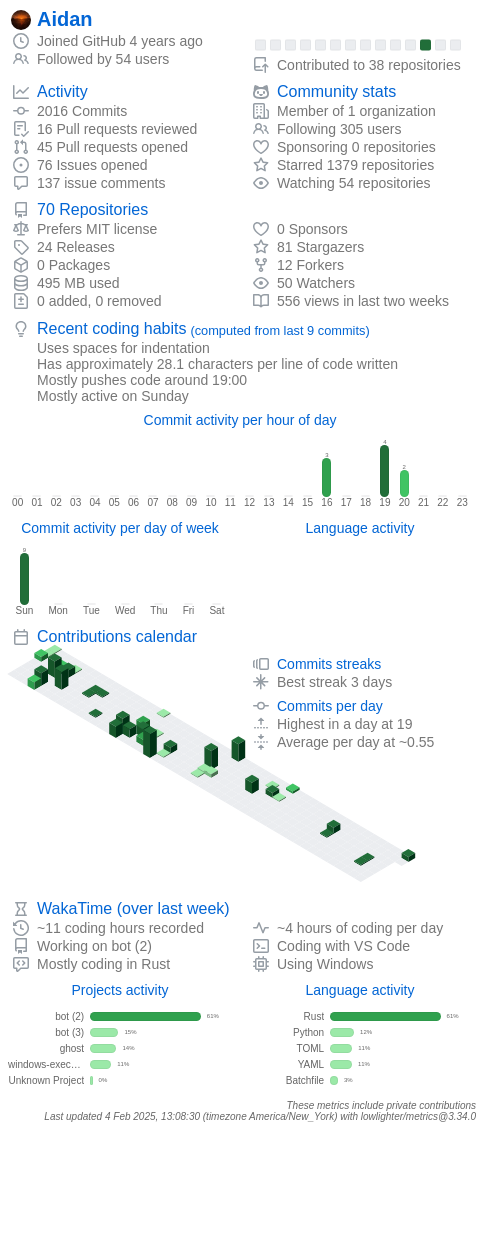 Aidan
Joined GitHub 4 years ago
Followed by 54 users
Contributed to 38 repositories
Activity
2016 Commits
16 Pull requests reviewed
45 Pull requests opened
76 Issues opened
137 issue comments
Community stats
Member of 1 organization
Following 305 users
Sponsoring 0 repositories
Starred 1379 repositories
Watching 54 repositories
70 Repositories
Prefers MIT license
24 Releases
0 Packages
495 MB used
0 added, 0 removed
0 Sponsors
81 Stargazers
12 Forkers
50 Watchers
556 views in last two weeks
Recent coding habits (computed from last 9 commits)
Uses spaces for indentation
Has approximately 28.1 characters per line of code written
Mostly pushes code around 19:00
Mostly active on Sunday
Commit activity per hour of day
3 4 2
00 01 02 03 04 05 06 07 08 09 10 11 12 13 14 15 16 17 18 19 20 21 22 23
Commit activity per day of week
9
Sun Mon Tue Wed Thu Fri Sat
Language activity
Contributions calendar
Commits streaks
Best streak 3 days
Commits per day
Highest in a day at 19
Average per day at ~0.55
WakaTime (over last week)
~11 coding hours recorded
Working on bot (2)
Mostly coding in Rust
~4 hours of coding per day
Coding with VS Code
Using Windows
Projects activity
bot (2) 61%
bot (3) 15%
ghost 14%
windows-exec... 11%
Unknown Project 0%
Language activity
Rust 61%
Python 12%
TOML 11%
YAML 11%
Batchfile 3%
These metrics include private contributions
Last updated 4 Feb 2025, 13:08:30 (timezone America/New_York) with lowlighter/metrics@3.34.0